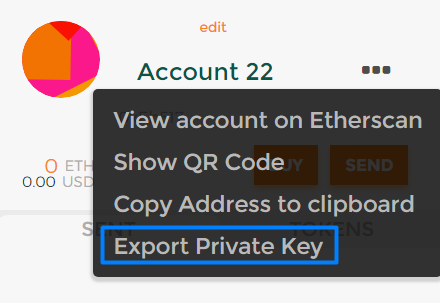 edit
Account 22
View account on Etherscan
0 ETH
Show QR Code
BUY SEND
0.00 USD
Copy Address to clipboard
SENT TOKENS
Export Private Key